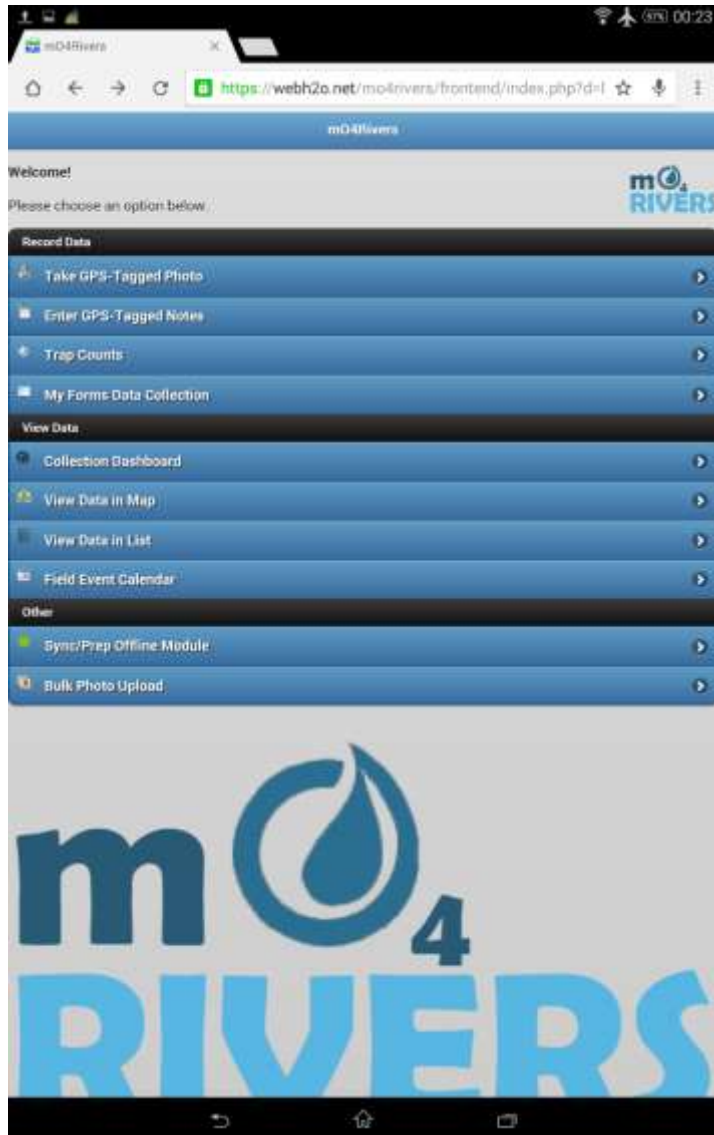 97% 00:23
mO4Rivers
https://webh2o.net/mo4rivers/frontend/index.php?d=
mO4Rivers
Welcome!
mO4
RIVERS
Please choose an option below.
Record Data
Take GPS-Tagged Photo
Enter GPS-Tagged Notes
Trap Counts
My Forms Data Collection
View Data
Collection Dashboard
View Data in Map
View Data in List
Field Event Calendar
Other
Sync/Prep Offline Module
Bulk Photo Upload
mO4
RIVERS